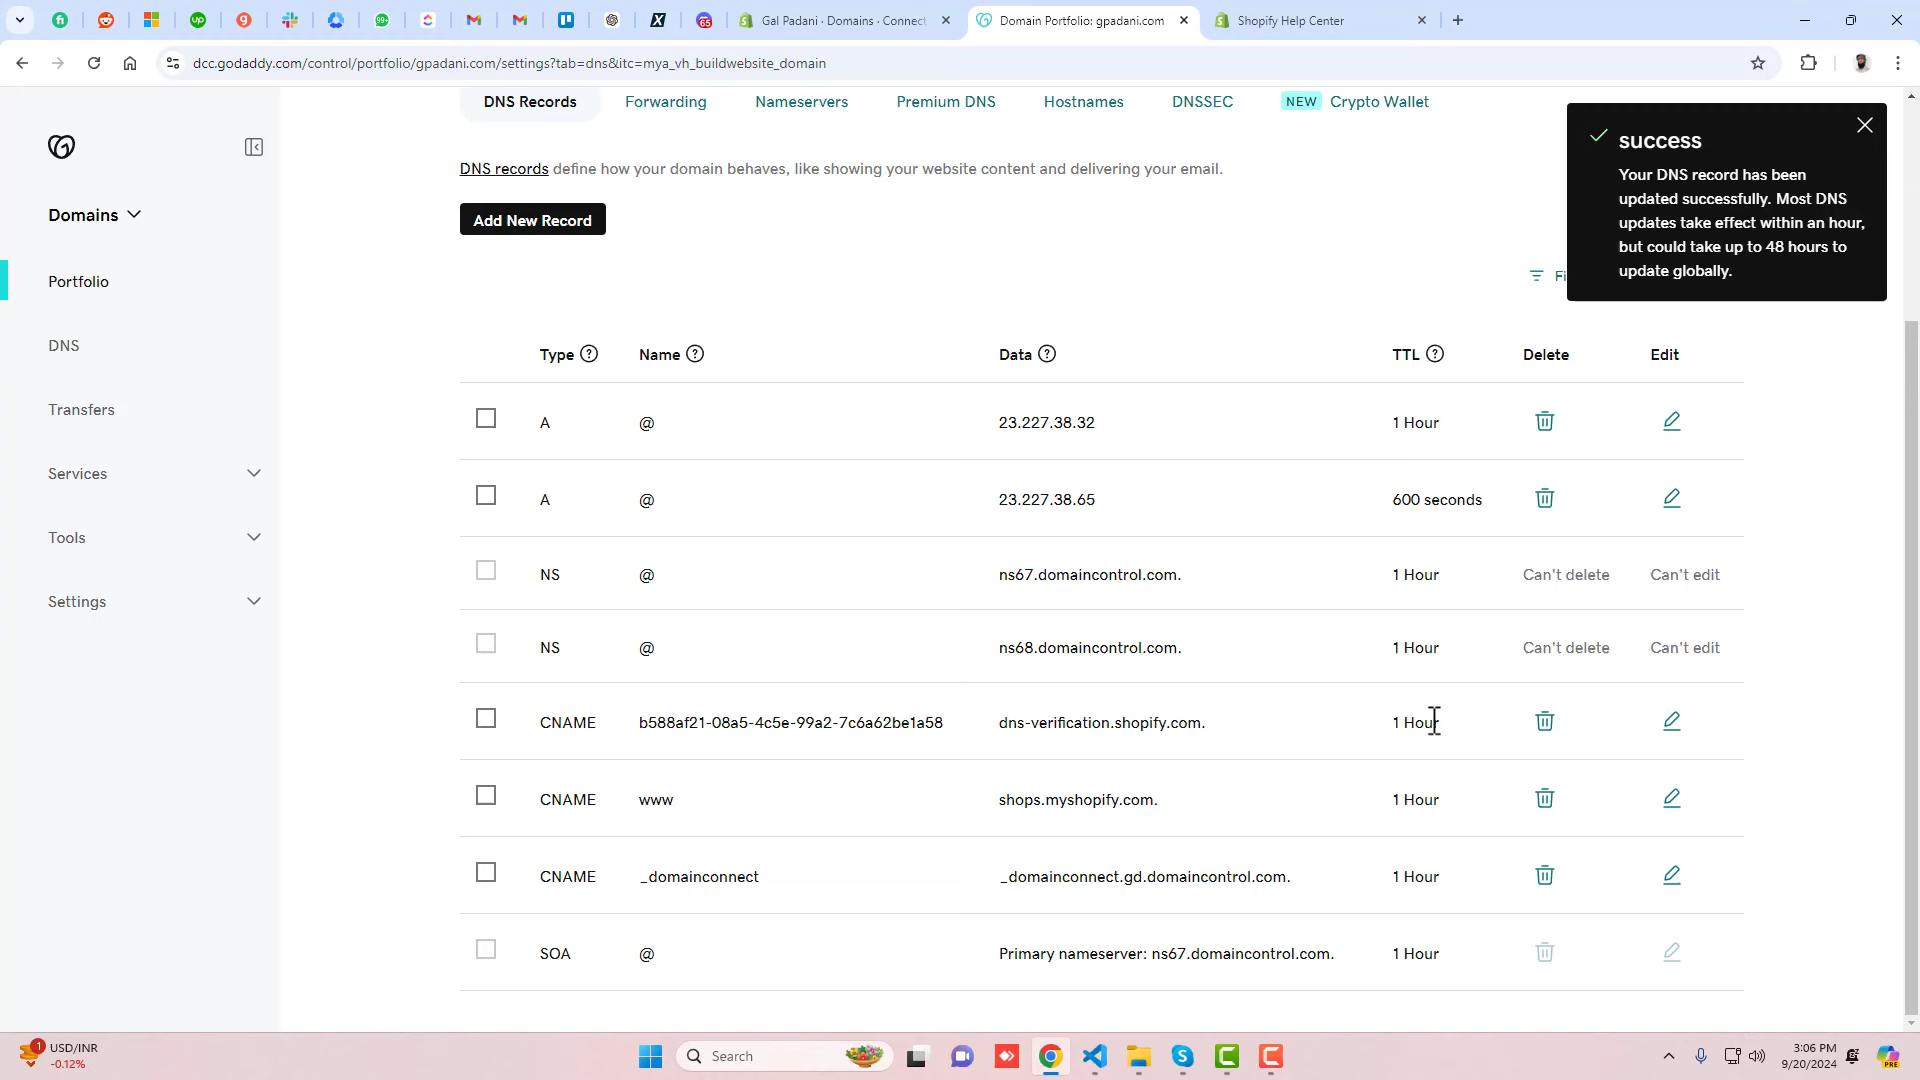 Gal Padani · Domains · Connect
Domain Portfolio: gpadani.com
Shopify Help Center
dcc.godaddy.com/control/portfolio/gpadani.com/settings?tab=dns&itc=mya_vh_buildwebsite_domain
DNS Records
Forwarding
Nameservers
Premium DNS
Hostnames
DNSSEC
NEW Crypto Wallet
success
Your DNS record has been
updated successfully. Most DNS
updates take effect within an hour,
but could take up to 48 hours to
update globally.
Domains
Portfolio
DNS
Transfers
Services
Tools
Settings
DNS records define how your domain behaves, like showing your website content and delivering your email.
Add New Record
Fi
Type Name Data TTL Delete Edit
A @ 23.227.38.32 1 Hour
A @ 23.227.38.65 600 seconds
NS @ ns67.domaincontrol.com. 1 Hour Can't delete Can't edit
NS @ ns68.domaincontrol.com. 1 Hour Can't delete Can't edit
CNAME b588af21-08a5-4c5e-99a2-7c6a62be1a58 dns-verification.shopify.com. 1 Hour
CNAME www shops.myshopify.com. 1 Hour
CNAME _domainconnect _domainconnect.gd.domaincontrol.com. 1 Hour
SOA @ Primary nameserver: ns67.domaincontrol.com. 1 Hour
1
USD/INR
-0.12%
Search
3:06 PM
9/20/2024